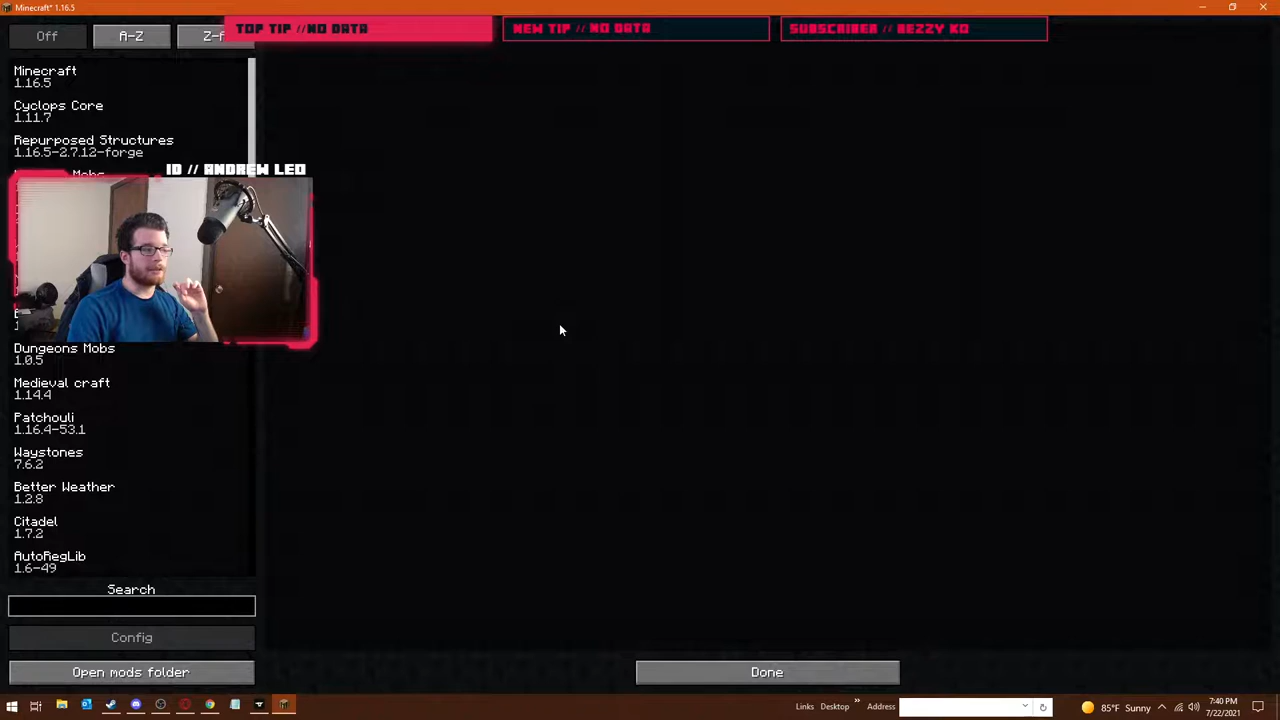 Minecraft* 1.16.5
Off
A-Z
TOP TIP //NO DATA
NEW TIP // NO DATA
SUBSCRIBER // BEZZY KO
Minecraft
1.16.5
Cyclops Core
1.11.7
Repurposed Structures
1.16.5-2.7.12-forge
ID // ANDREW LEO
Dungeons Mobs
1.0.5
Medieval craft
1.14.4
Patchouli
1.16.4-53.1
Waystones
7.6.2
Better Weather
1.2.8
Citadel
1.7.2
AutoRegLib
1.6-49
Search
Config
Open mods folder
Done
Links
Desktop
»
Address
85°F Sunny
7:40 PM
7/22/2021